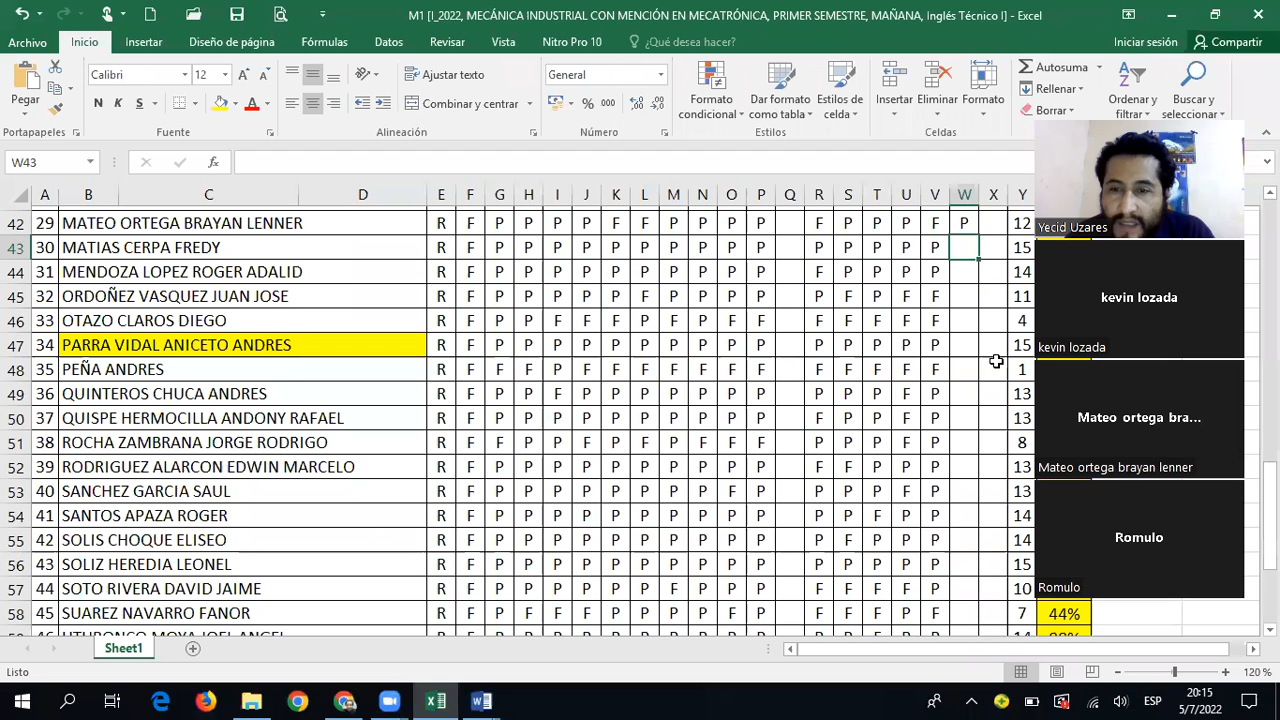 M1 [I_2022, MECÁNICA INDUSTRIAL CON MENCIÓN EN MECATRÓNICA, PRIMER SEMESTRE, MAÑANA, Inglés Técnico I] - Excel
Archivo Inicio Insertar Diseño de página Fórmulas Datos Revisar Vista Nitro Pro 10 ¿Qué desea hacer? Iniciar sesión Compartir
Pegar Calibri 12 Ajustar texto General Formato condicional Dar formato como tabla Estilos de celda Insertar Eliminar Formato Autosuma Ordenar y filtrar Buscar y seleccionar
N K S Combinar y centrar % 000 Rellenar Borrar
Portapapeles Fuente Alineación Número Estilos Celdas
W43 fx
A B C D E F G H I J K L M N O P Q R S T U V W X Y
42 29 MATEO ORTEGA BRAYAN LENNER R F P P P F F P P P P F P P P P P 12
43 30 MATIAS CERPA FREDY R P P P P P P P P P P P P P P P 15
44 31 MENDOZA LOPEZ ROGER ADALID R P P P P P P P P P P P F P P P P 14
45 32 ORDOÑEZ VASQUEZ JUAN JOSE R P P P P P P F P P P P P F P F F 11
46 33 OTAZO CLAROS DIEGO R F P P F F P F P F F F F F F F F 4
47 34 PARRA VIDAL ANICETO ANDRES R F P P P P P P P P P P P P P P P 15
48 35 PEÑA ANDRES R F F F F F P F F F F F F F F F F 1
49 36 QUINTEROS CHUCA ANDRES R P P P F P P P P P P P F P F P P 13
50 37 QUISPE HERMOCILLA ANDONY RAFAEL R P P P P P P P P P P P F F P F P 13
51 38 ROCHA ZAMBRANA JORGE RODRIGO R F P P P F P F P F P F F P P F F 8
52 39 RODRIGUEZ ALARCON EDWIN MARCELO R P P P P P P P P P P P F F P F P 13
53 40 SANCHEZ GARCIA SAUL R P P P P P P P P P F P P P P F F 13
54 41 SANTOS APAZA ROGER R P P P P P P P P P P P P P F P P 14
55 42 SOLIS CHOQUE ELISEO R P P P P P P P P P P P F P P P P 14
56 43 SOLIZ HEREDIA LEONEL R P P P P P P P P P P P P P P P P 15
57 44 SOTO RIVERA DAVID JAIME R F P P P P P P F P P P F F F F P 10
58 45 SUAREZ NAVARRO FANOR R P P F F F P P F P F P F F F P F 7 44%
46 UTURONCO MOYA JOEL ANGEL
Sheet1
Listo 120 %
Yecid Uzares
kevin lozada
kevin lozada
Mateo ortega bra...
Mateo ortega brayan lenner
Romulo
Romulo
ESP 20:15
5/7/2022